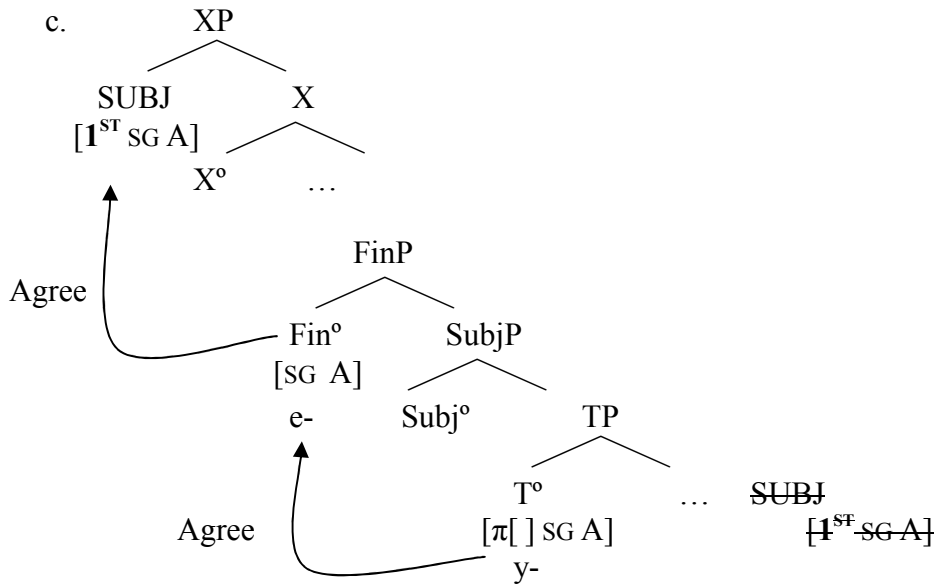 c. XP
SUBJ X
[1ST SG A]
Xº …
FinP
Agree
Finº SubjP
[SG A]
e- Subjº TP
Tº … SUBJ
Agree [π[ ] SG A] [1ST SG A]
y-